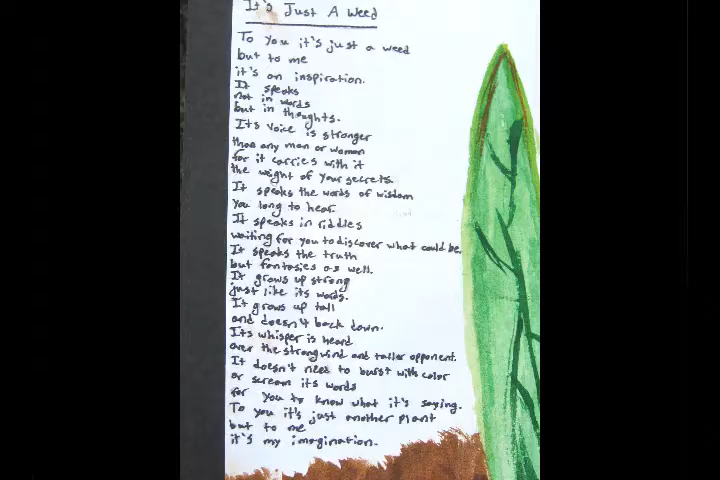 It's Just A Weed
To you it's just a weed
but to me
it's an inspiration.
It speaks
not in words
but in thoughts.
Its voice is stronger
than any man or woman
for it carries with it
the weight of your secrets.
It speaks the words of wisdom
you long to hear.
It speaks in riddles
waiting for you to discover what could be.
It speaks the truth
but fantasies as well.
It grows up strong
just like its words.
It grows up tall
and doesn't back down.
Its whisper is heard
over the strong wind and taller opponent.
It doesn't need to burst with color
or scream its words
for you to know what it's saying.
To you it's just another plant
but to me
it's my imagination.